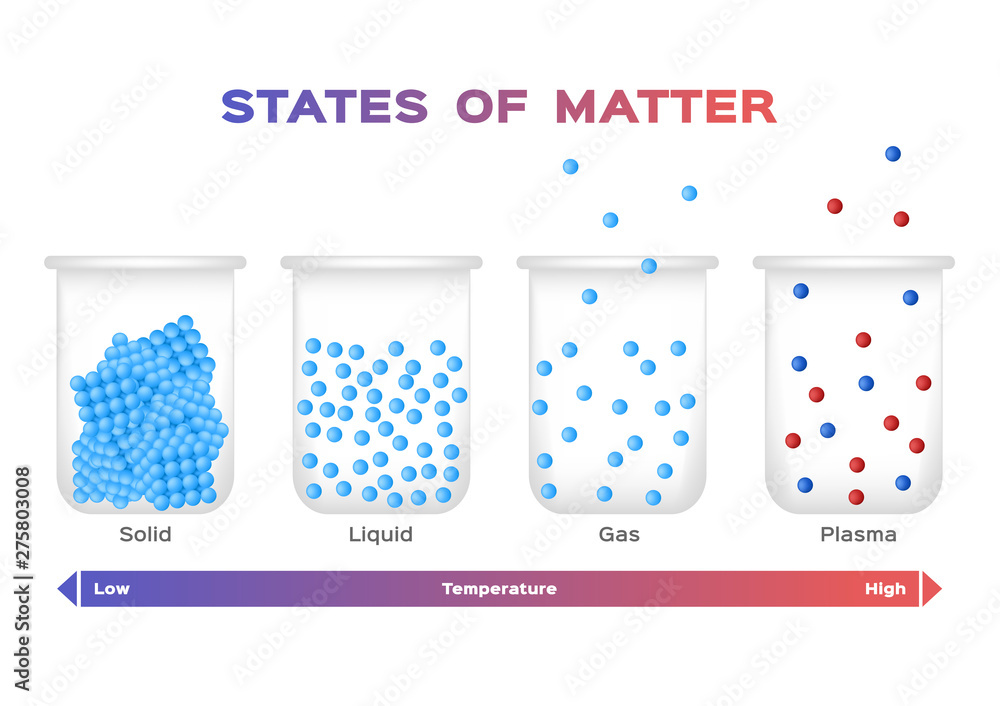 STATES OF MATTER
Solid
Liquid
Gas
Plasma
Low
Temperature
High
Adobe Stock | #275803008